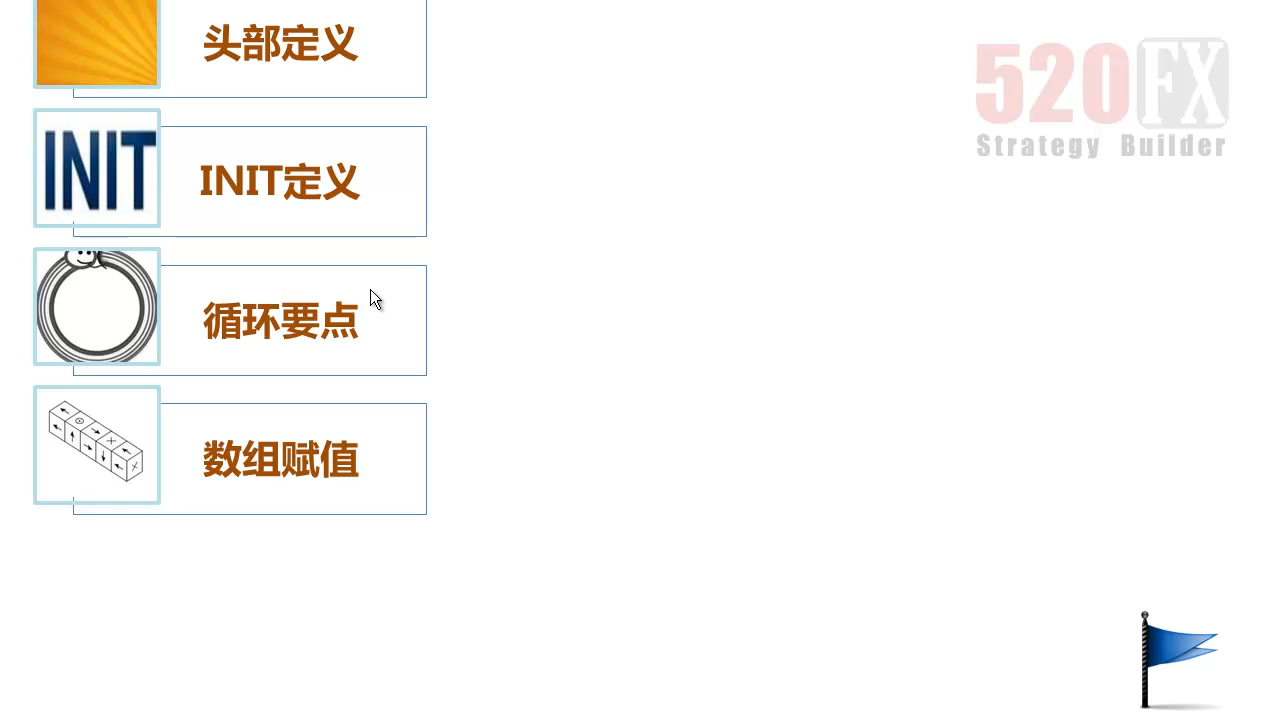 头部定义
520FX
Strategy Builder
INIT
INIT定义
循环要点
数组赋值